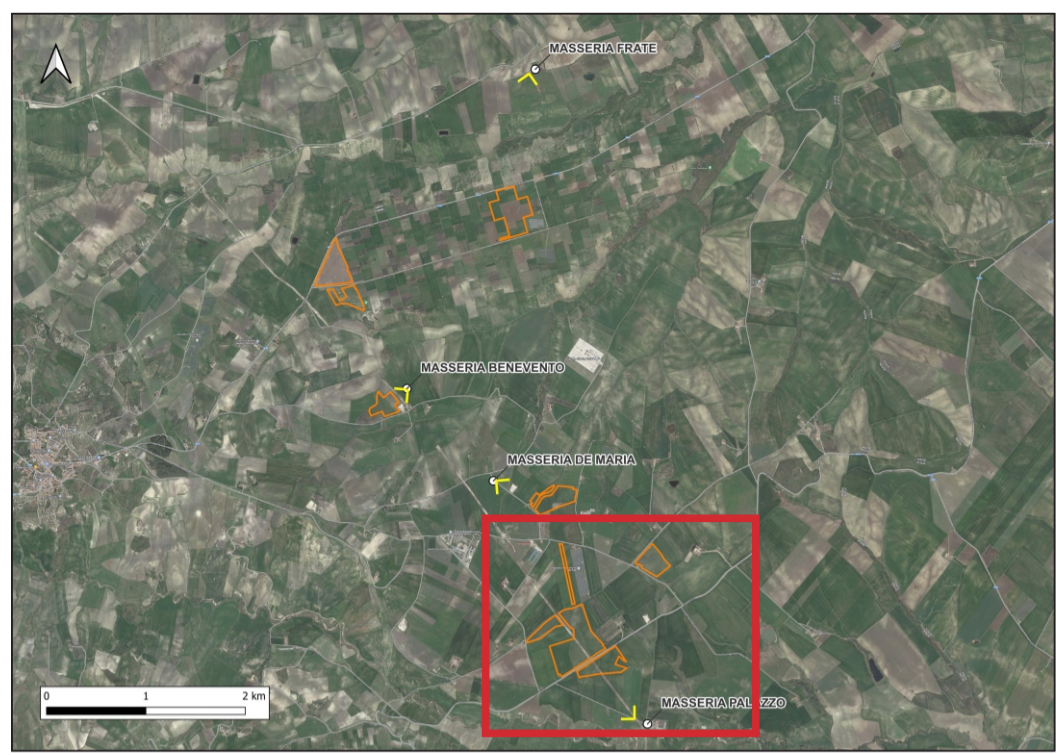 MASSERIA FRATE
MASSERIA BENEVENTO
MASSERIA DE MARIA
MASSERIA PALAZZO
0 1 2 km